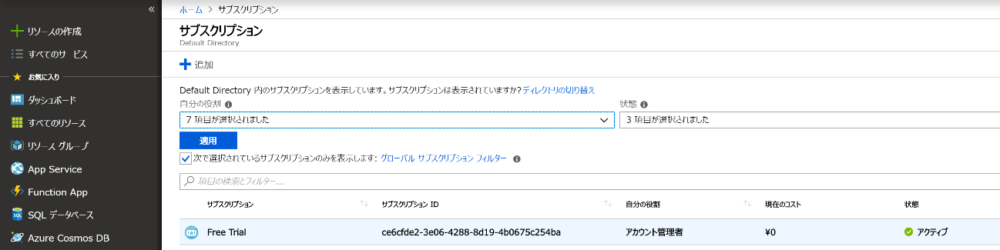 «
ホーム > サブスクリプション
サブスクリプション
Default Directory
+ 追加
リソースの作成
すべてのサービス
お気に入り
ダッシュボード
すべてのリソース
リソース グループ
App Service
Function App
SQL データベース
Azure Cosmos DB
Default Directory 内のサブスクリプションを表示しています。サブスクリプションは表示されていますか? ディレクトリの切り替え
自分の役割 状態
7 項目が選択されました 3 項目が選択されました
適用
次で選択されているサブスクリプションのみを表示します: グローバル サブスクリプション フィルター
項目の検索とフィルター...
サブスクリプション サブスクリプション ID 自分の役割 現在のコスト 状態
Free Trial ce6cfde2-3e06-4288-8d19-4b0675c254ba アカウント管理者 ¥0 アクティブ